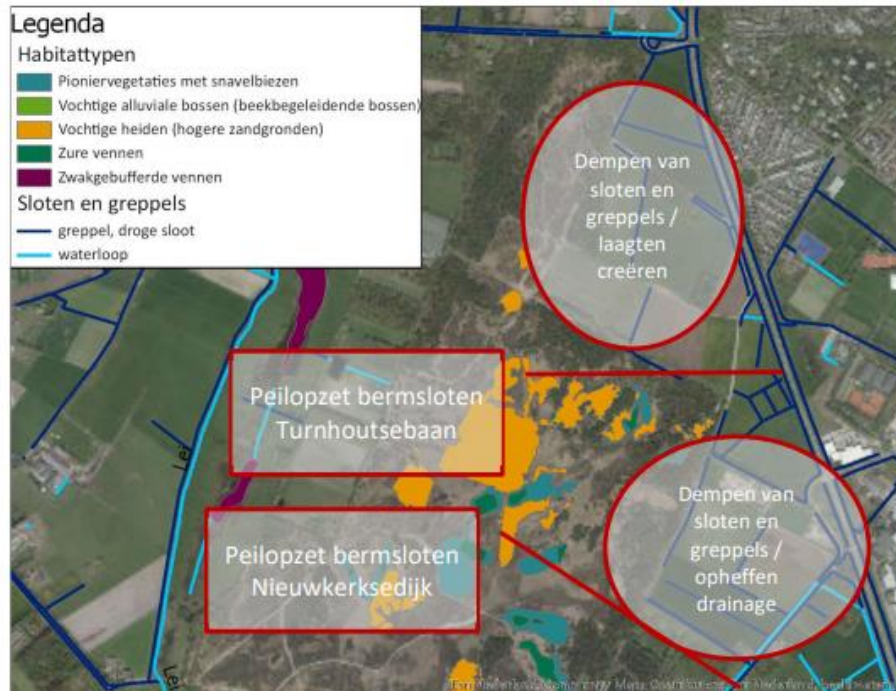 Legenda
Habitattypen
Pioniervegetaties met snavelbiezen
Vochtige alluviale bossen (beekbegeleidende bossen)
Vochtige heiden (hogere zandgronden)
Zure vennen
Zwakgebufferde vennen
Sloten en greppels
greppel, droge sloot
waterloop
Dempen van
sloten en
greppels /
laagten
creëren
Peilopzet bermsloten
Turnhoutsebaan
Dempen van
sloten en
greppels /
opheffen
drainage
Peilopzet bermsloten
Nieuwkerksedijk